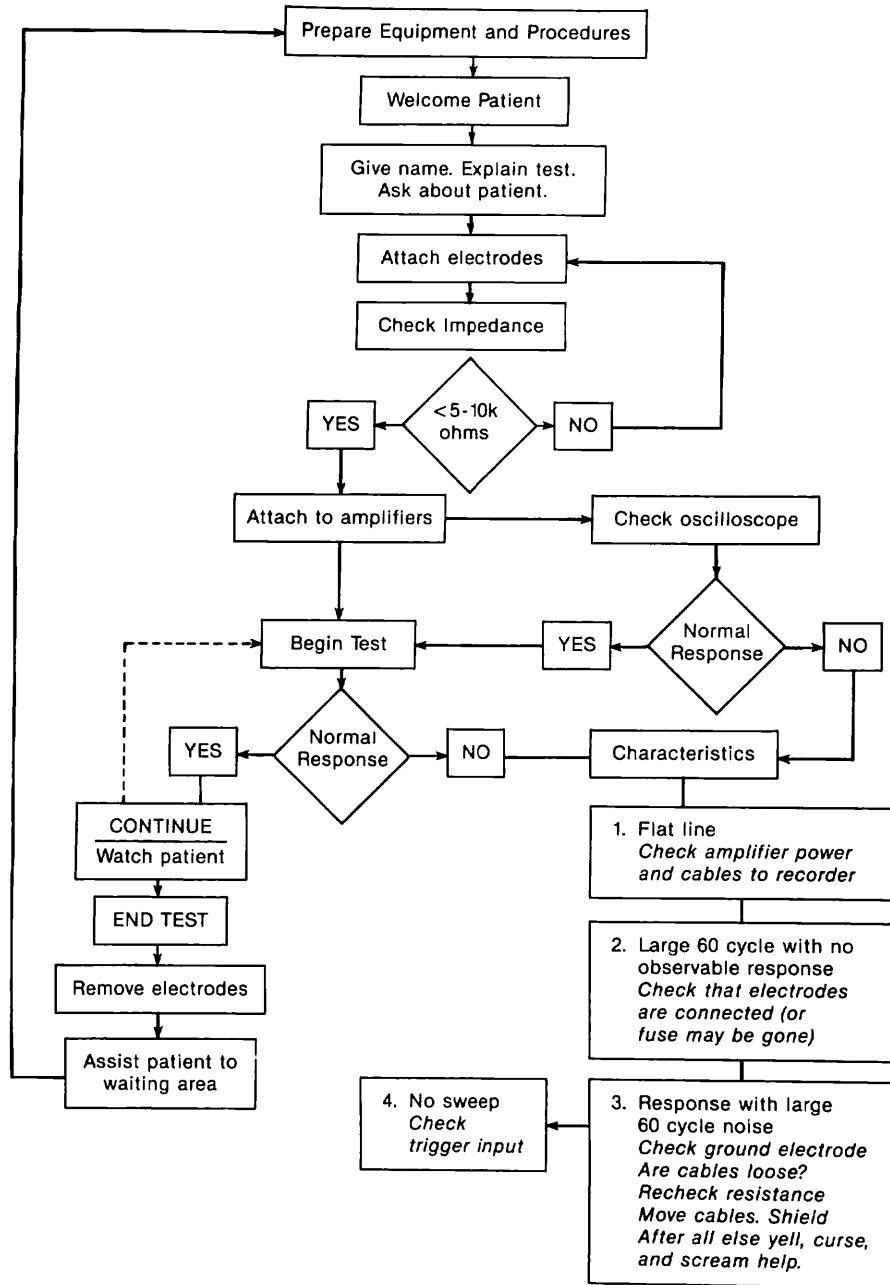 Prepare Equipment and Procedures
Welcome Patient
Give name. Explain test.
Ask about patient.
Attach electrodes
Check Impedance
<5-10k
ohms
YES
NO
Attach to amplifiers
Check oscilloscope
Normal
Response
YES
NO
Begin Test
Normal
Response
YES
NO
Characteristics
CONTINUE
Watch patient
END TEST
Remove electrodes
Assist patient to
waiting area
1. Flat line
Check amplifier power
and cables to recorder
2. Large 60 cycle with no
observable response
Check that electrodes
are connected (or
fuse may be gone)
3. Response with large
60 cycle noise
Check ground electrode
Are cables loose?
Recheck resistance
Move cables. Shield
After all else yell, curse,
and scream help.
4. No sweep
Check
trigger input